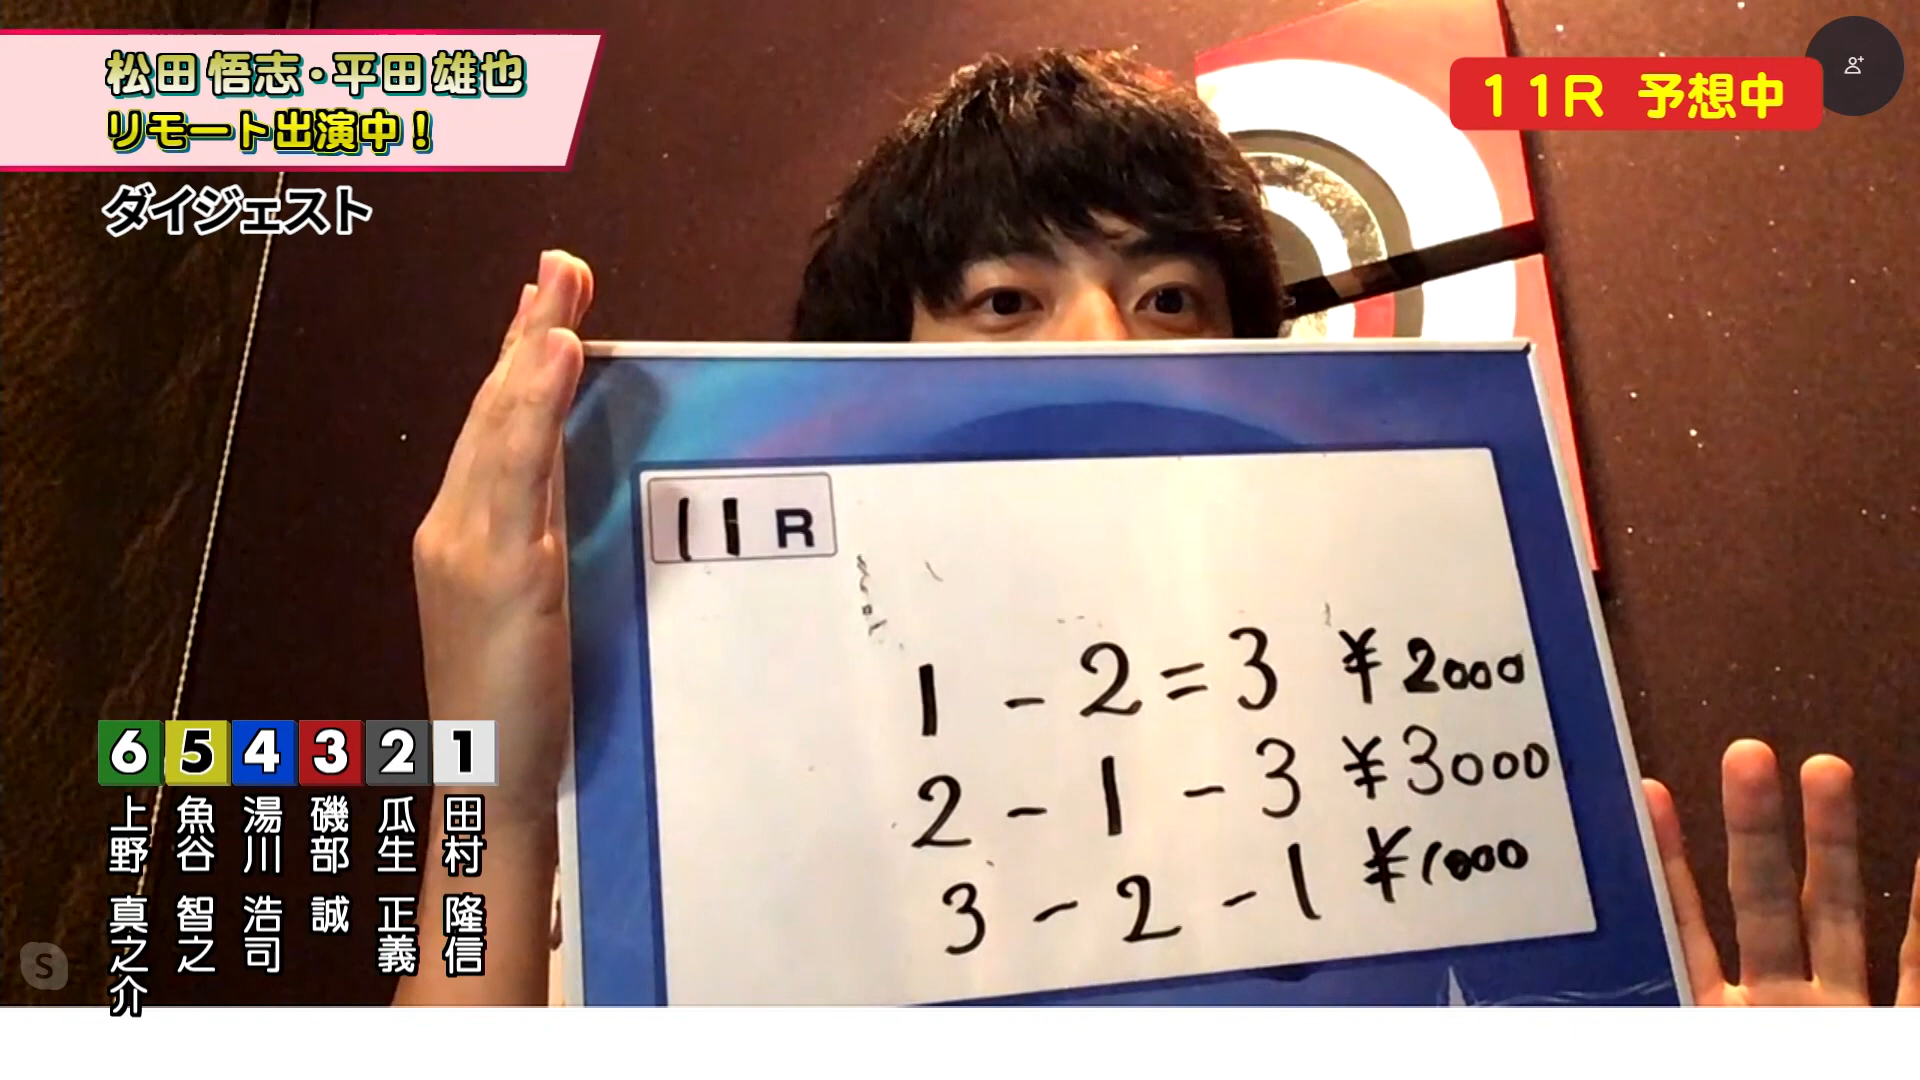 松田 悟志・平田 雄也
リモート出演中！
ダイジェスト
11R 予想中
11 R
1 - 2 = 3 ¥2000
2 - 1 - 3 ¥3000
3 - 2 - 1 ¥1000
6 5 4 3 2 1
上野 真之介
魚谷 智之
湯川 浩司
磯部 誠
瓜生 正義
田村 隆信
S